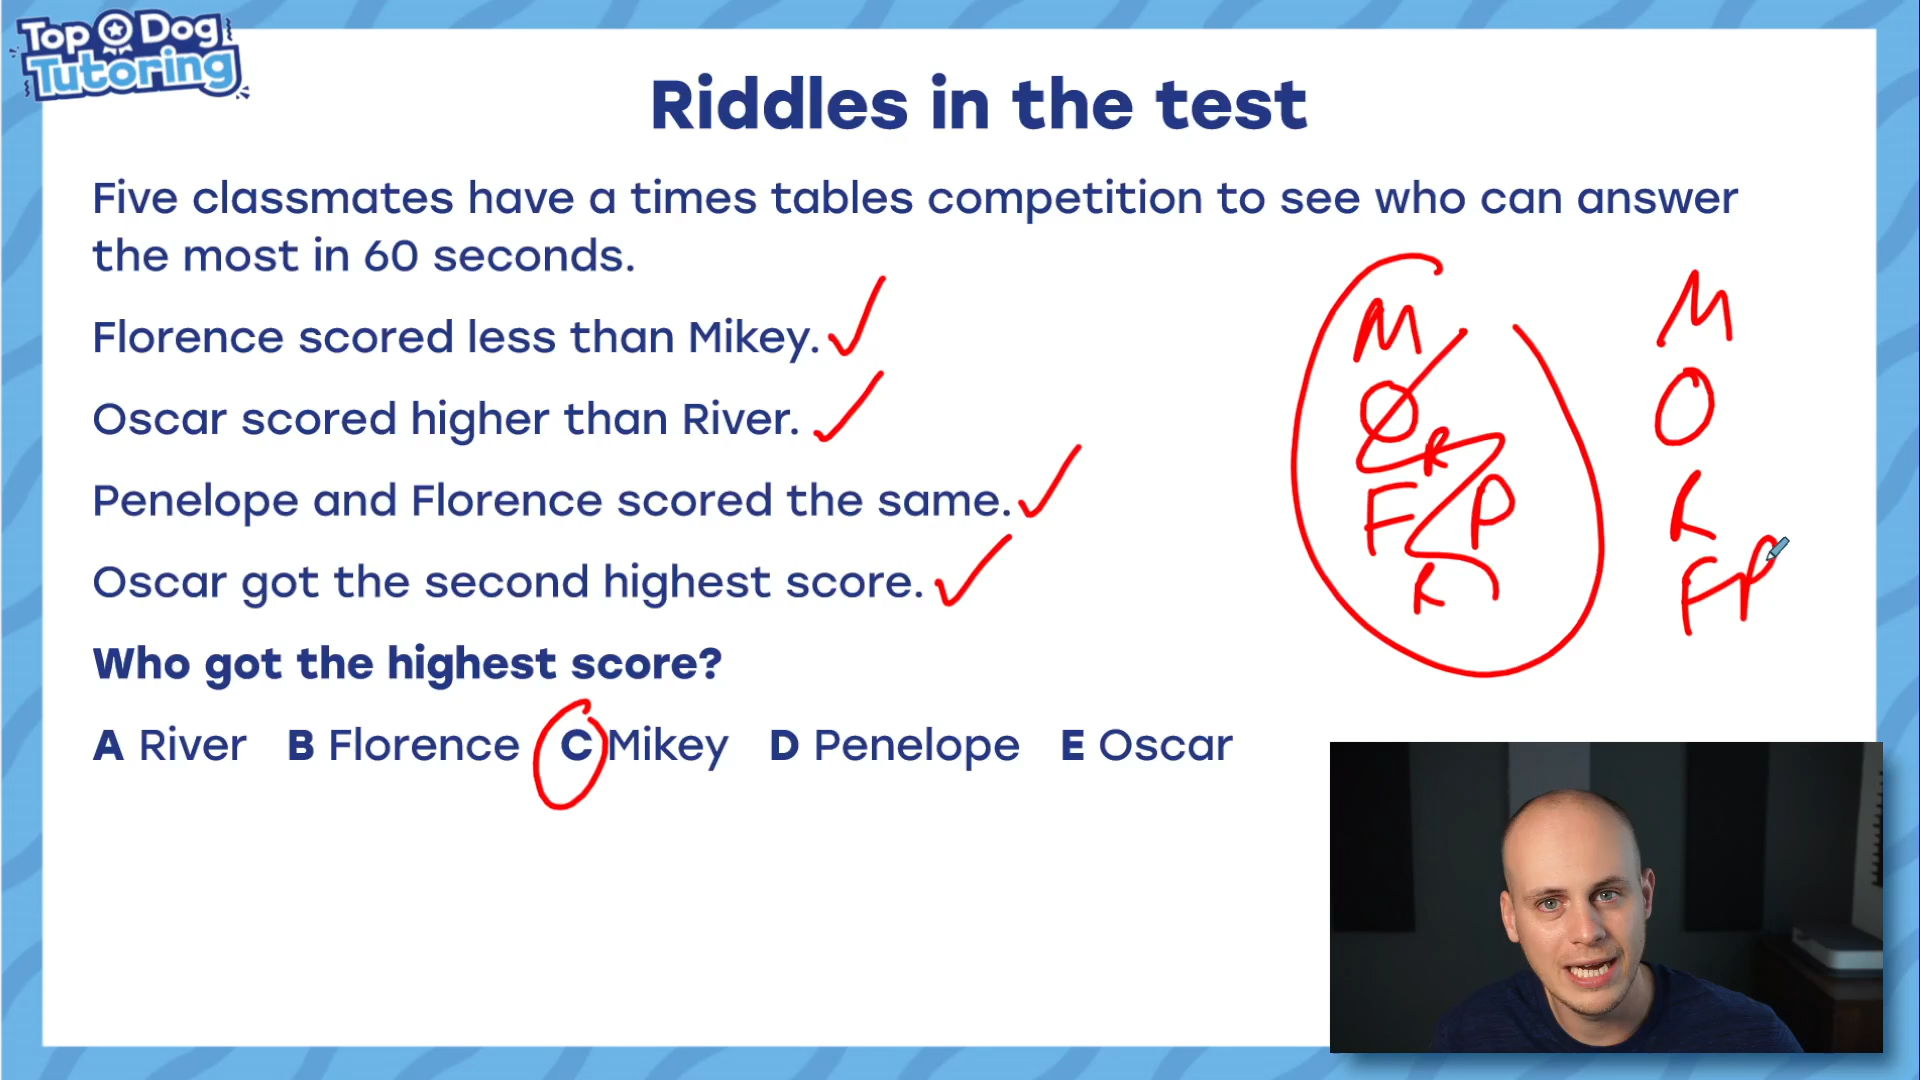 Top Dog
Tutoring
Riddles in the test
Five classmates have a times tables competition to see who can answer
the most in 60 seconds.
Florence scored less than Mikey.
Oscar scored higher than River.
Penelope and Florence scored the same.
Oscar got the second highest score.
Who got the highest score?
A River B Florence C Mikey D Penelope E Oscar
M
O
R
F P
R
M
O
R
F P